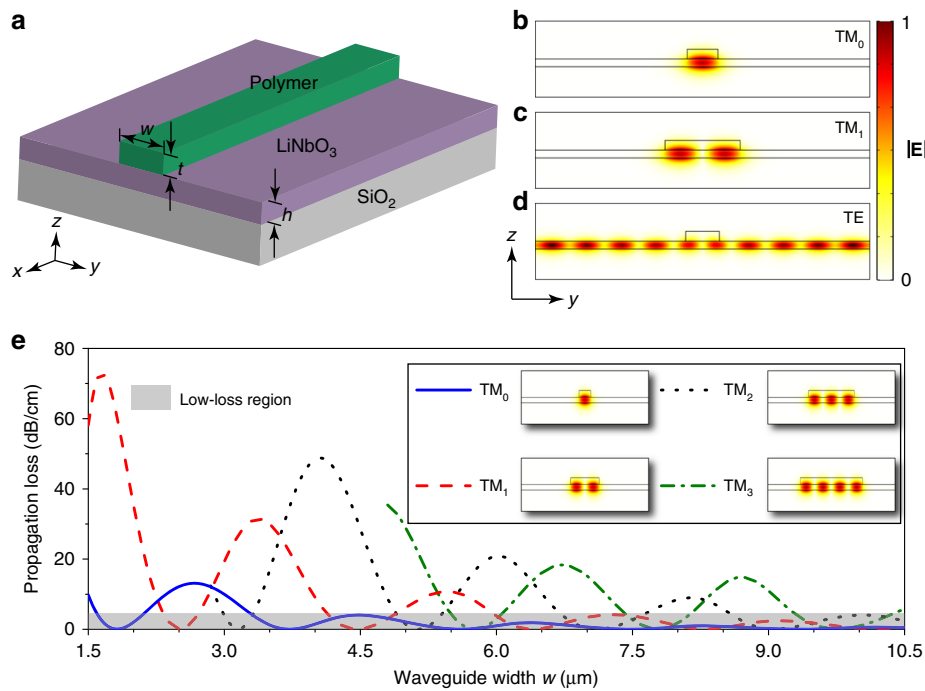 a
Polymer
w
t
LiNbO₃
SiO₂
h
z
x
y
b
TM₀
c
TM₁
d
TE
z
y
1
|E|
0
e
80
60
40
20
0
Propagation loss (dB/cm)
Low-loss region
TM₀
TM₂
TM₁
TM₃
1.5 3.0 4.5 6.0 7.5 9.0 10.5
Waveguide width w (μm)